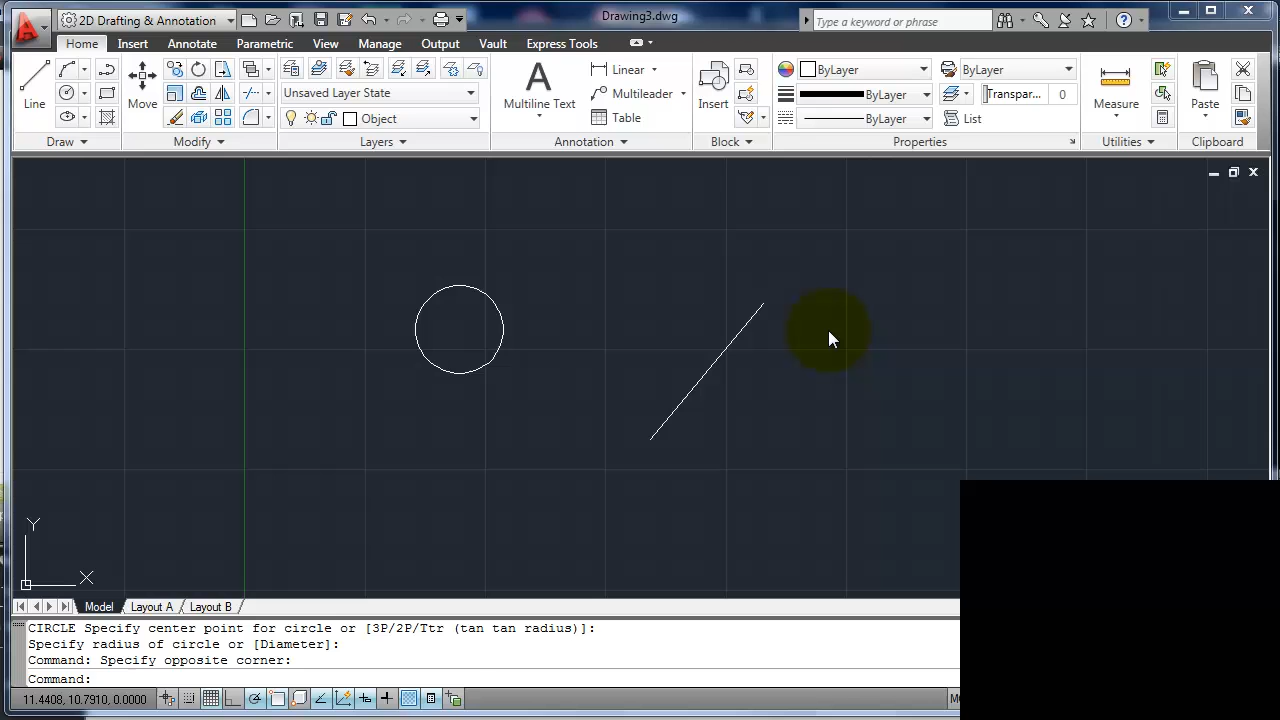 2D Drafting & Annotation
Drawing3.dwg
Type a keyword or phrase
Home Insert Annotate Parametric View Manage Output Vault Express Tools
Line
Move
Unsaved Layer State
Object
Multiline Text
Linear
Multileader
Table
Insert
ByLayer
ByLayer
ByLayer
ByLayer
Transpar... 0
List
Measure
Paste
Draw Modify Layers Annotation Block Properties Utilities Clipboard
Y
X
Model Layout A Layout B
CIRCLE Specify center point for circle or [3P/2P/Ttr (tan tan radius)]:
Specify radius of circle or [Diameter]:
Command: Specify opposite corner:
Command:
11.4408, 10.7910, 0.0000